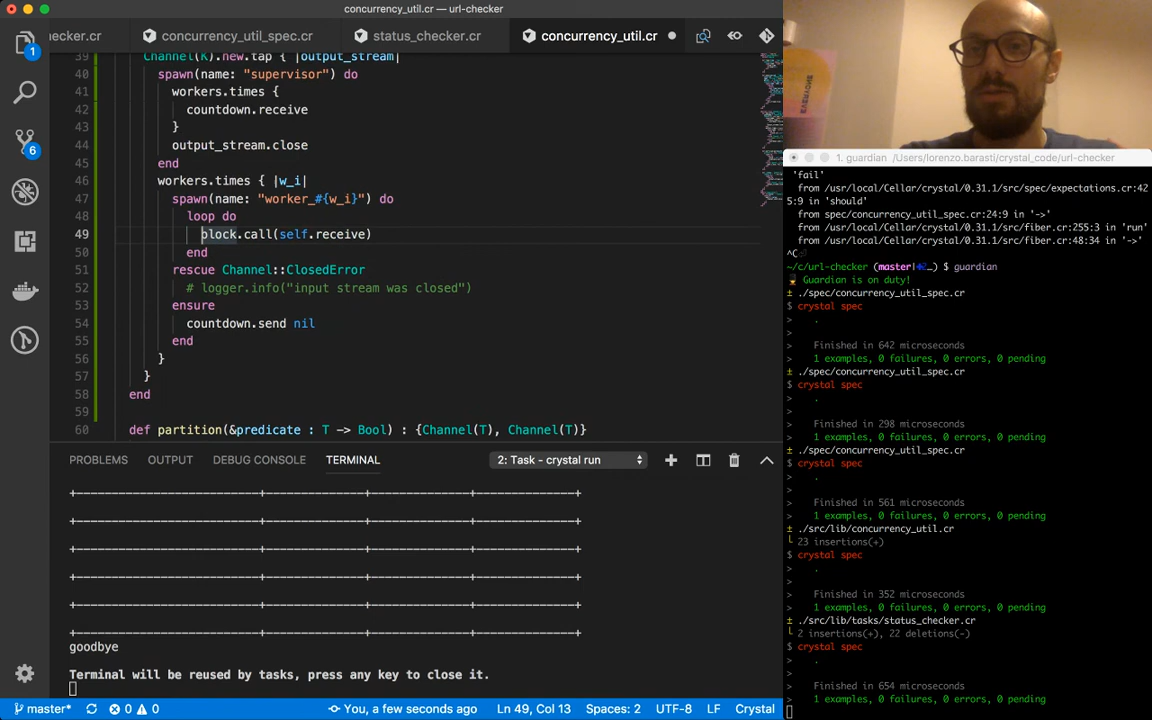 concurrency_util.cr — url-checker
ecker.cr
concurrency_util_spec.cr
status_checker.cr
concurrency_util.cr
39 Channel(K).new.tap { |output_stream|
40 spawn(name: "supervisor") do
41 workers.times {
42 countdown.receive
43 }
44 output_stream.close
45 end
46 workers.times { |w_i|
47 spawn(name: "worker_#{w_i}") do
48 loop do
49 block.call(self.receive)
50 end
51 rescue Channel::ClosedError
52 # logger.info("input stream was closed")
53 ensure
54 countdown.send nil
55 end
56 }
57 }
58 end
59
60 def partition(&predicate : T -> Bool) : {Channel(T), Channel(T)}
1
6
PROBLEMS OUTPUT DEBUG CONSOLE TERMINAL
2: Task - crystal run
+--------------------------+--------------+--------------+--------------+
+--------------------------+--------------+--------------+--------------+
+--------------------------+--------------+--------------+--------------+
+--------------------------+--------------+--------------+--------------+
+--------------------------+--------------+--------------+--------------+
+--------------------------+--------------+--------------+--------------+
goodbye
Terminal will be reused by tasks, press any key to close it.
master* 0 0 You, a few seconds ago Ln 49, Col 13 Spaces: 2 UTF-8 LF Crystal
1. guardian /Users/lorenzo.barasti/crystal_code/url-checker
'fail'
from /usr/local/Cellar/crystal/0.31.1/src/spec/expectations.cr:42
5:9 in 'should'
from spec/concurrency_util_spec.cr:24:9 in '->'
from /usr/local/Cellar/crystal/0.31.1/src/fiber.cr:255:3 in 'run'
from /usr/local/Cellar/crystal/0.31.1/src/fiber.cr:48:34 in '->'
^C
~/c/url-checker (master|✚2…) $ guardian
Guardian is on duty!
± ./spec/concurrency_util_spec.cr
$ crystal spec
> .
>
> Finished in 642 microseconds
> 1 examples, 0 failures, 0 errors, 0 pending
± ./spec/concurrency_util_spec.cr
$ crystal spec
> .
>
> Finished in 298 microseconds
> 1 examples, 0 failures, 0 errors, 0 pending
± ./spec/concurrency_util_spec.cr
$ crystal spec
> .
>
> Finished in 561 microseconds
> 1 examples, 0 failures, 0 errors, 0 pending
± ./src/lib/concurrency_util.cr
└ 23 insertions(+)
$ crystal spec
> .
>
> Finished in 352 microseconds
> 1 examples, 0 failures, 0 errors, 0 pending
± ./src/lib/tasks/status_checker.cr
└ 2 insertions(+), 22 deletions(-)
$ crystal spec
> .
>
> Finished in 654 microseconds
> 1 examples, 0 failures, 0 errors, 0 pending